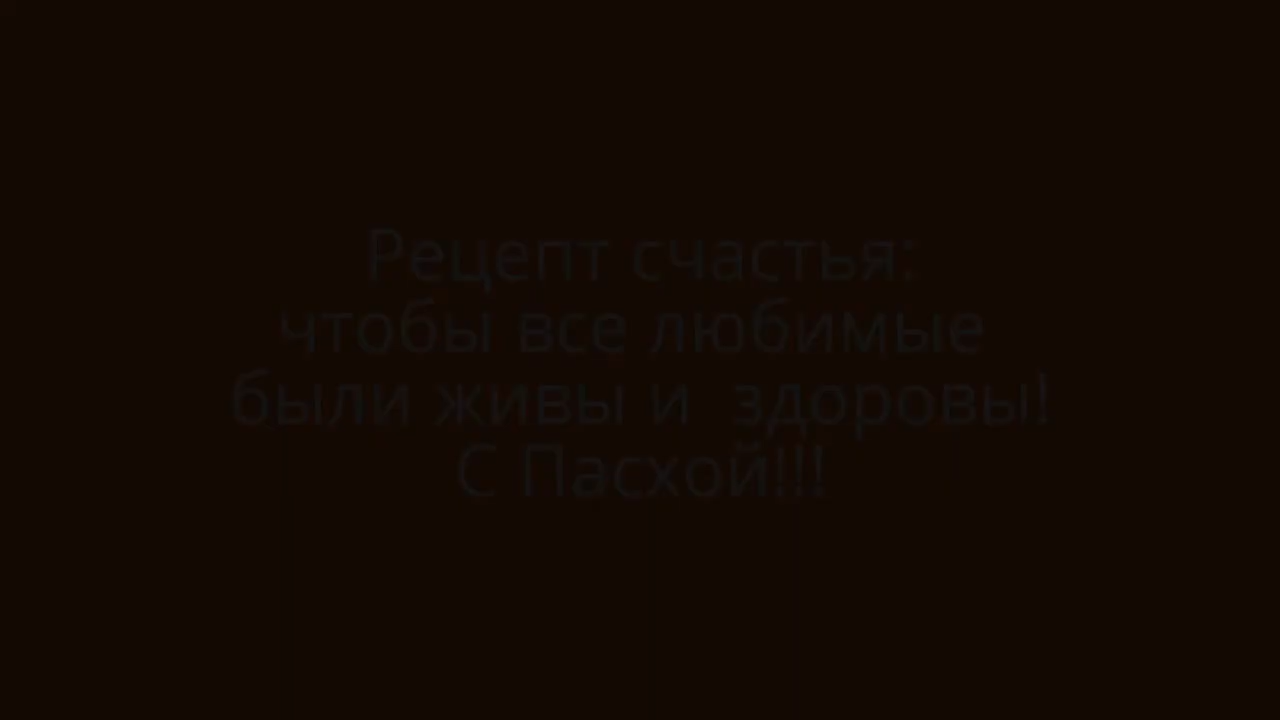 Рецепт счастья:
чтобы все любимые
были живы и здоровы!
С Пасхой!!!